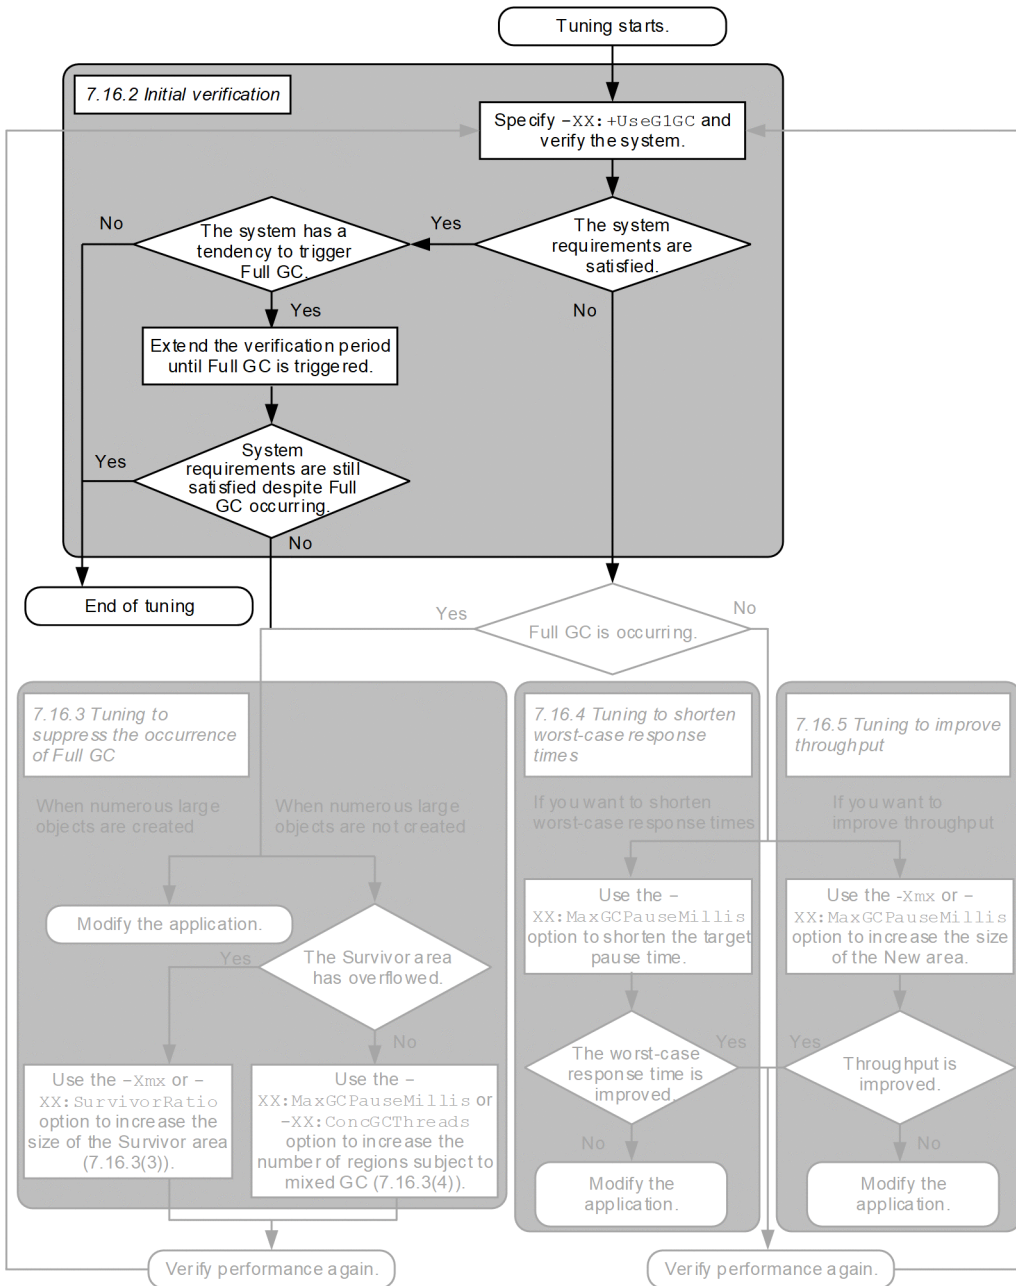 Tuning starts.
7.16.2 Initial verification
Specify –XX:+UseG1GC and
verify the system.
No
The system has a
tendency to trigger
Full GC.
Yes
The system
requirements are
satisfied.
Yes
No
Extend the verification period
until Full GC is triggered.
System
requirements are still
satisfied despite Full
GC occurring.
Yes
No
End of tuning
Yes
Full GC is occurring.
No
7.16.3 Tuning to
suppress the occurrence
of Full GC
When numerous large
objects are created
When numerous large
objects are not created
Modify the application.
Yes
The Survivor area
has overflowed.
No
Use the –Xmx or –
XX:SurvivorRatio
option to increase the
size of the Survivor area
(7.16.3(3)).
Use the –
XX:MaxGCPauseMillis or
–XX:ConcGCThreads
option to increase the
number of regions subject to
mixed GC (7.16.3(4)).
Verify performance again.
7.16.4 Tuning to shorten
worst-case response
times
If you want to shorten
worst-case response times
Use the –
XX:MaxGCPauseMillis
option to shorten the target
pause time.
The worst-case
response time is
improved.
Yes
No
Modify the
application.
7.16.5 Tuning to improve
throughput
If you want to
improve throughput
Use the -Xmx or –
XX:MaxGCPauseMillis
option to increase the size
of the New area.
Yes
Throughput is
improved.
No
Modify the
application.
Verify performance again.